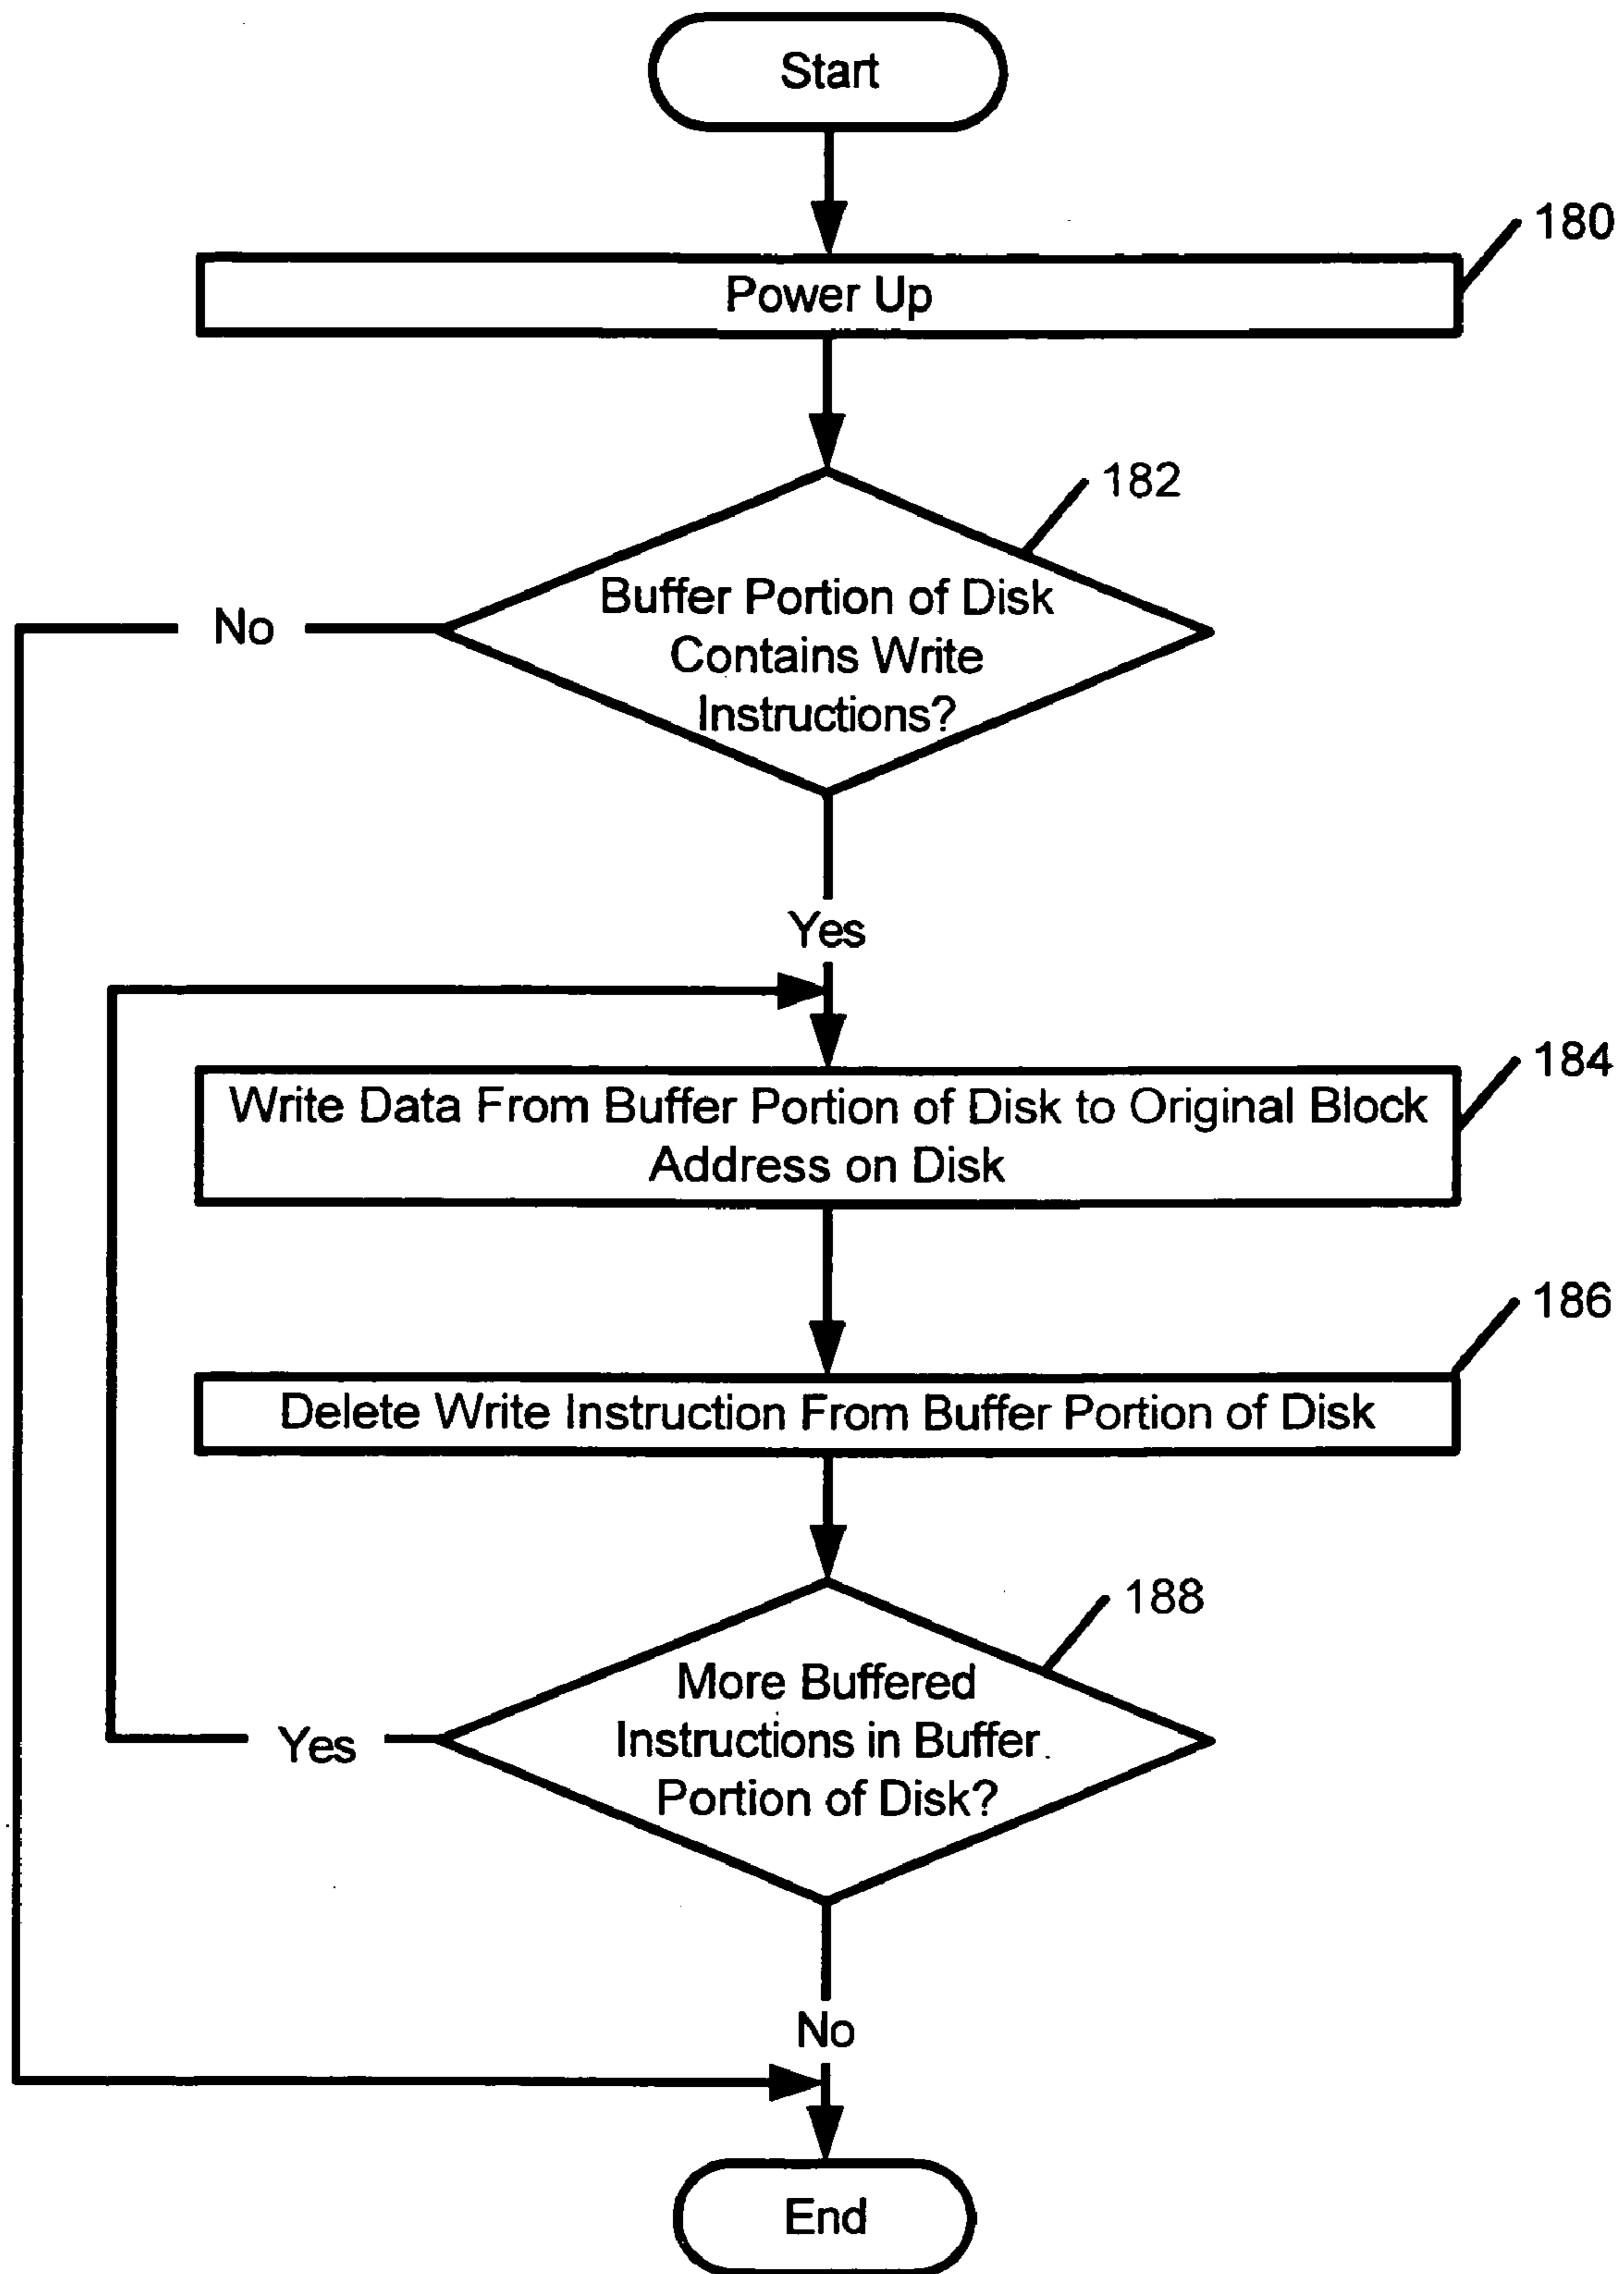 Start
180
Power Up
182
Buffer Portion of Disk
Contains Write
Instructions?
No
Yes
184
Write Data From Buffer Portion of Disk to Original Block
Address on Disk
186
Delete Write Instruction From Buffer Portion of Disk
188
More Buffered
Instructions in Buffer
Portion of Disk?
Yes
No
End